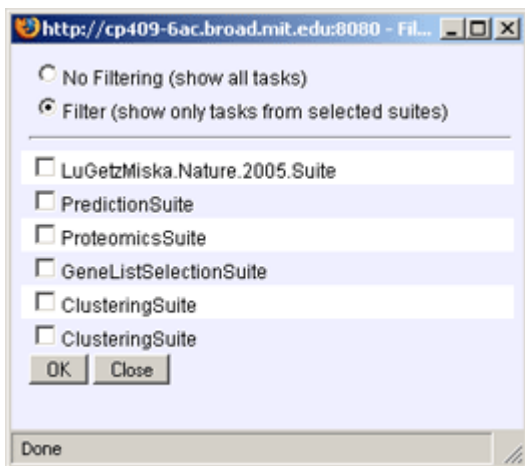 http://cp409-6ac.broad.mit.edu:8080 - Fil...
No Filtering (show all tasks)
Filter (show only tasks from selected suites)
LuGetzMiska.Nature.2005.Suite
PredictionSuite
ProteomicsSuite
GeneListSelectionSuite
ClusteringSuite
ClusteringSuite
OK Close
Done